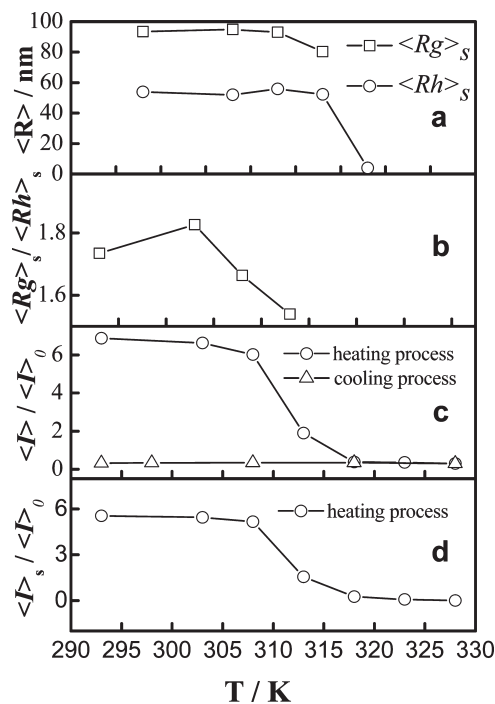 100
80
60
40
20
0
<R> / nm
<Rg>s
<Rh>s
a
1.8
1.6
<Rg>s / <Rh>s
b
6
4
2
0
<I> / <I>0
heating process
cooling process
c
6
3
0
<I>s / <I>0
heating process
d
290 295 300 305 310 315 320 325 330
T / K